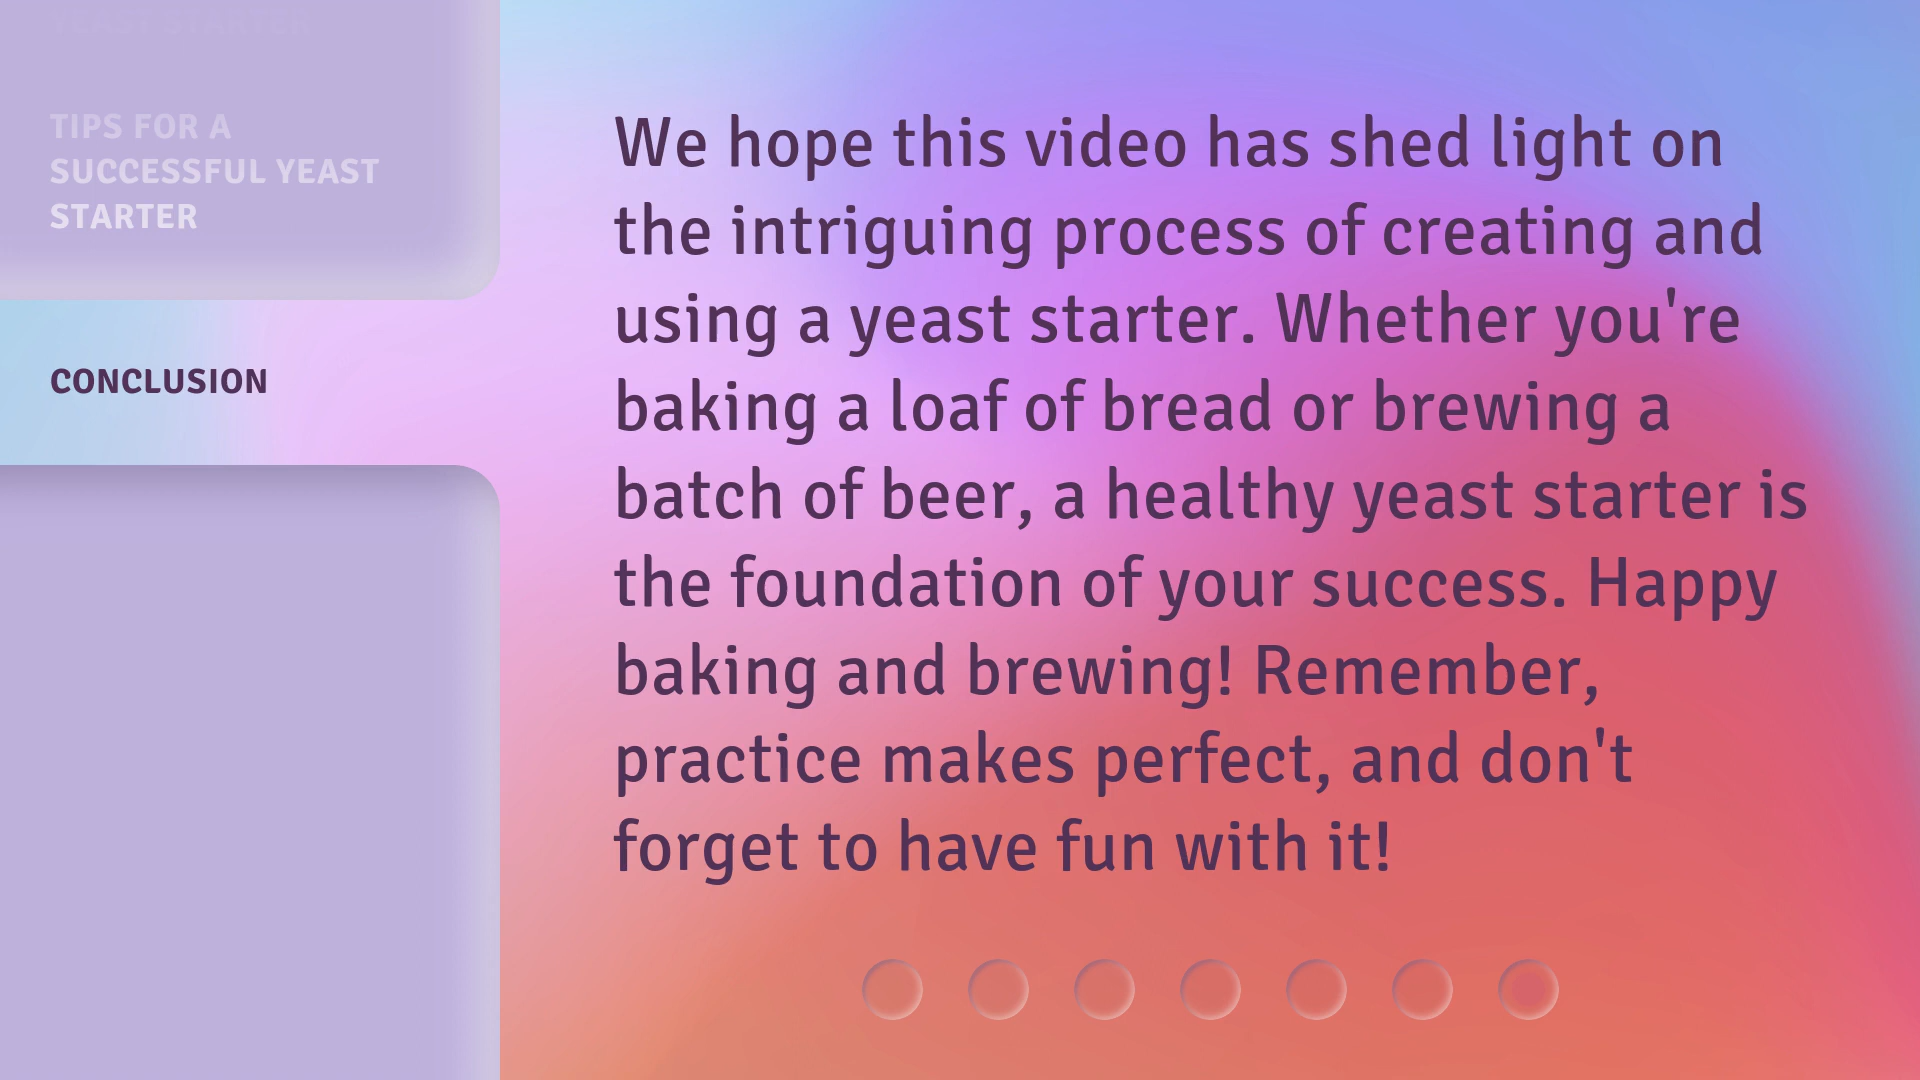 YEAST STARTER
TIPS FOR A
SUCCESSFUL YEAST
STARTER
CONCLUSION
We hope this video has shed light on
the intriguing process of creating and
using a yeast starter. Whether you're
baking a loaf of bread or brewing a
batch of beer, a healthy yeast starter is
the foundation of your success. Happy
baking and brewing! Remember,
practice makes perfect, and don't
forget to have fun with it!